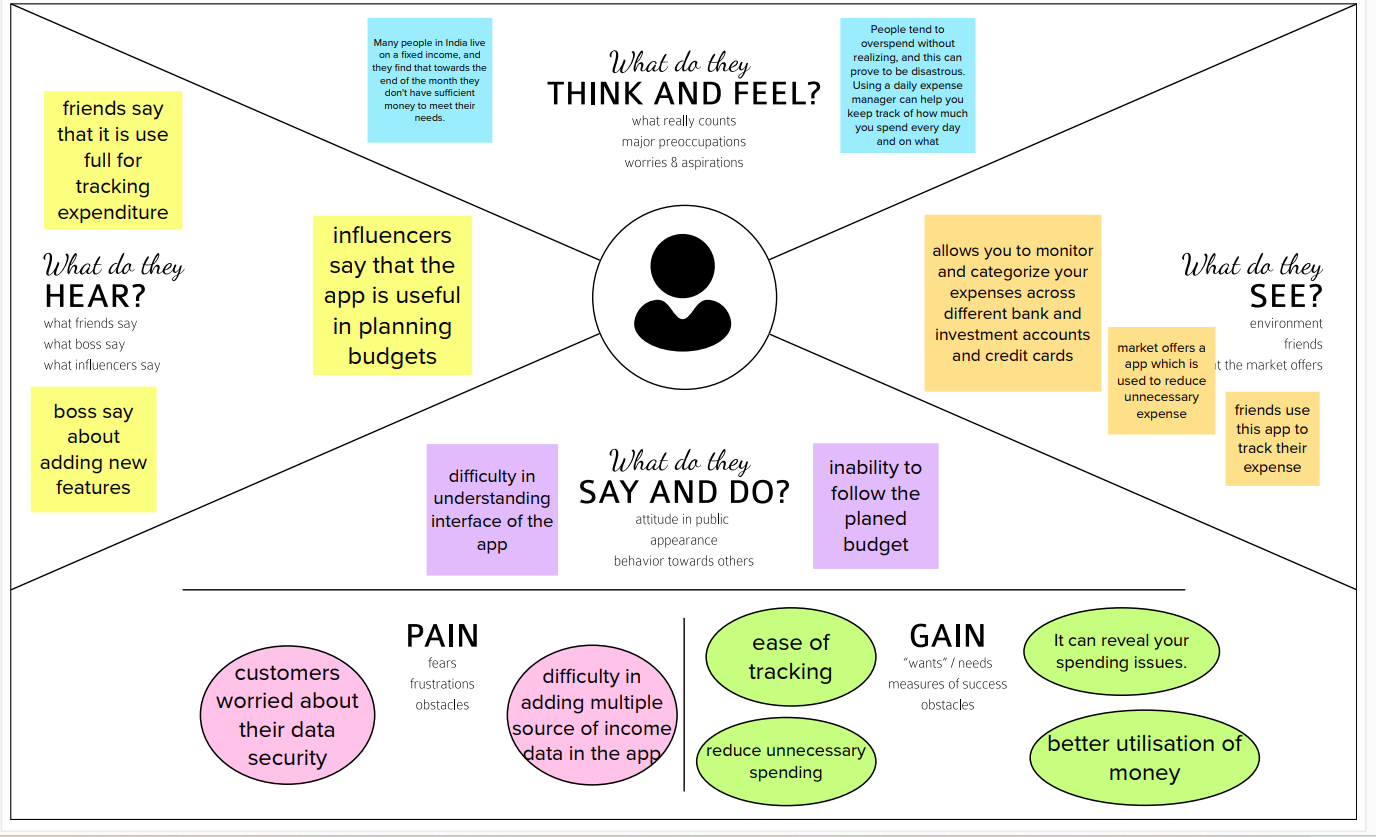 Many people in India live
on a fixed income, and
they find that towards the
end of the month they
don't have sufficient
money to meet their
needs.
What do they
THINK AND FEEL?
what really counts
major preoccupations
worries & aspirations
People tend to
overspend without
realizing, and this can
prove to be disastrous.
Using a daily expense
manager can help you
keep track of how much
you spend every day
and on what
friends say
that it is use
full for
tracking
expenditure
What do they
HEAR?
what friends say
what boss say
what influencers say
boss say
about
adding new
features
influencers
say that the
app is useful
in planning
budgets
allows you to monitor
and categorize your
expenses across
different bank and
investment accounts
and credit cards
What do they
SEE?
environment
friends
the market offers
market offers a
app which is
used to reduce
unnecessary
expense
friends use
this app to
track their
expense
difficulty in
understanding
interface of the
app
What do they
SAY AND DO?
attitude in public
appearance
behavior towards others
inability to
follow the
planed
budget
PAIN
fears
frustrations
obstacles
customers
worried about
their data
security
difficulty in
adding multiple
source of income
data in the app
ease of
tracking
reduce unnecessary
spending
GAIN
"wants" / needs
measures of success
obstacles
It can reveal your
spending issues.
better utilisation of
money